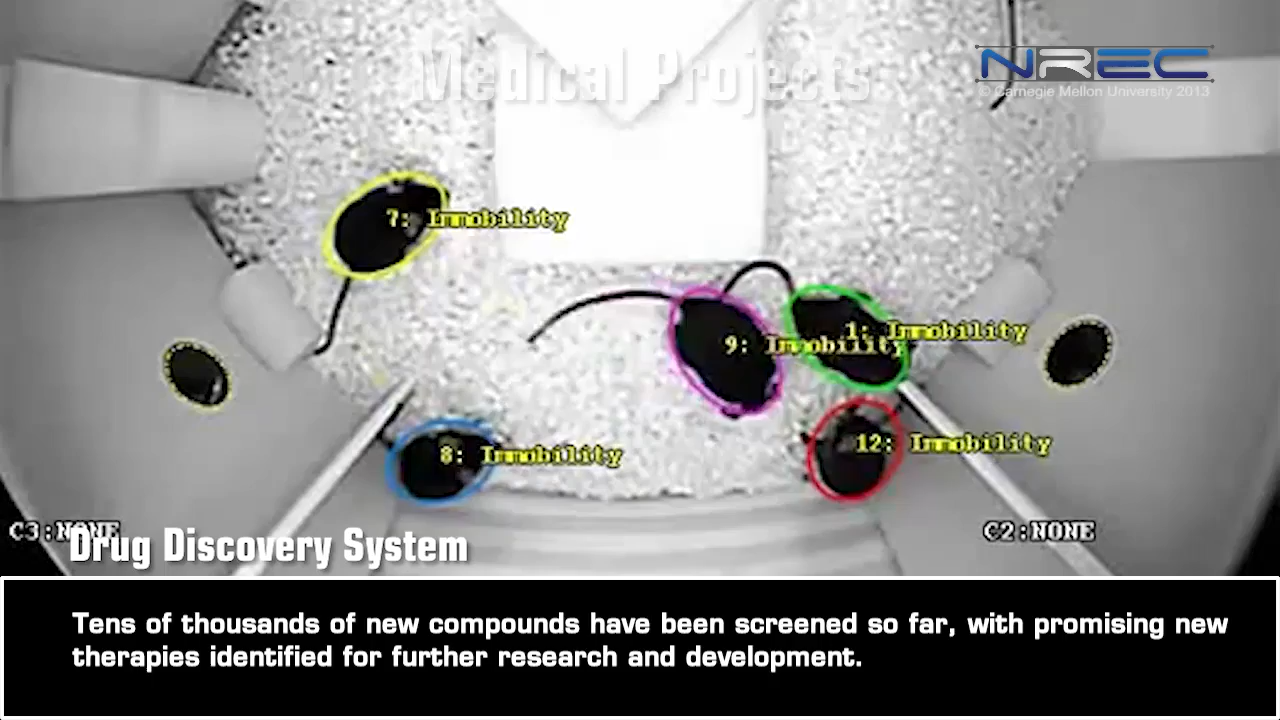 Medical Projects
NREC
© Carnegie Mellon University 2013
7: Immobility
1: Immobility
9: Immobility
12: Immobility
8: Immobility
C3:NONE
C2:NONE
Drug Discovery System
Tens of thousands of new compounds have been screened so far, with promising new
therapies identified for further research and development.